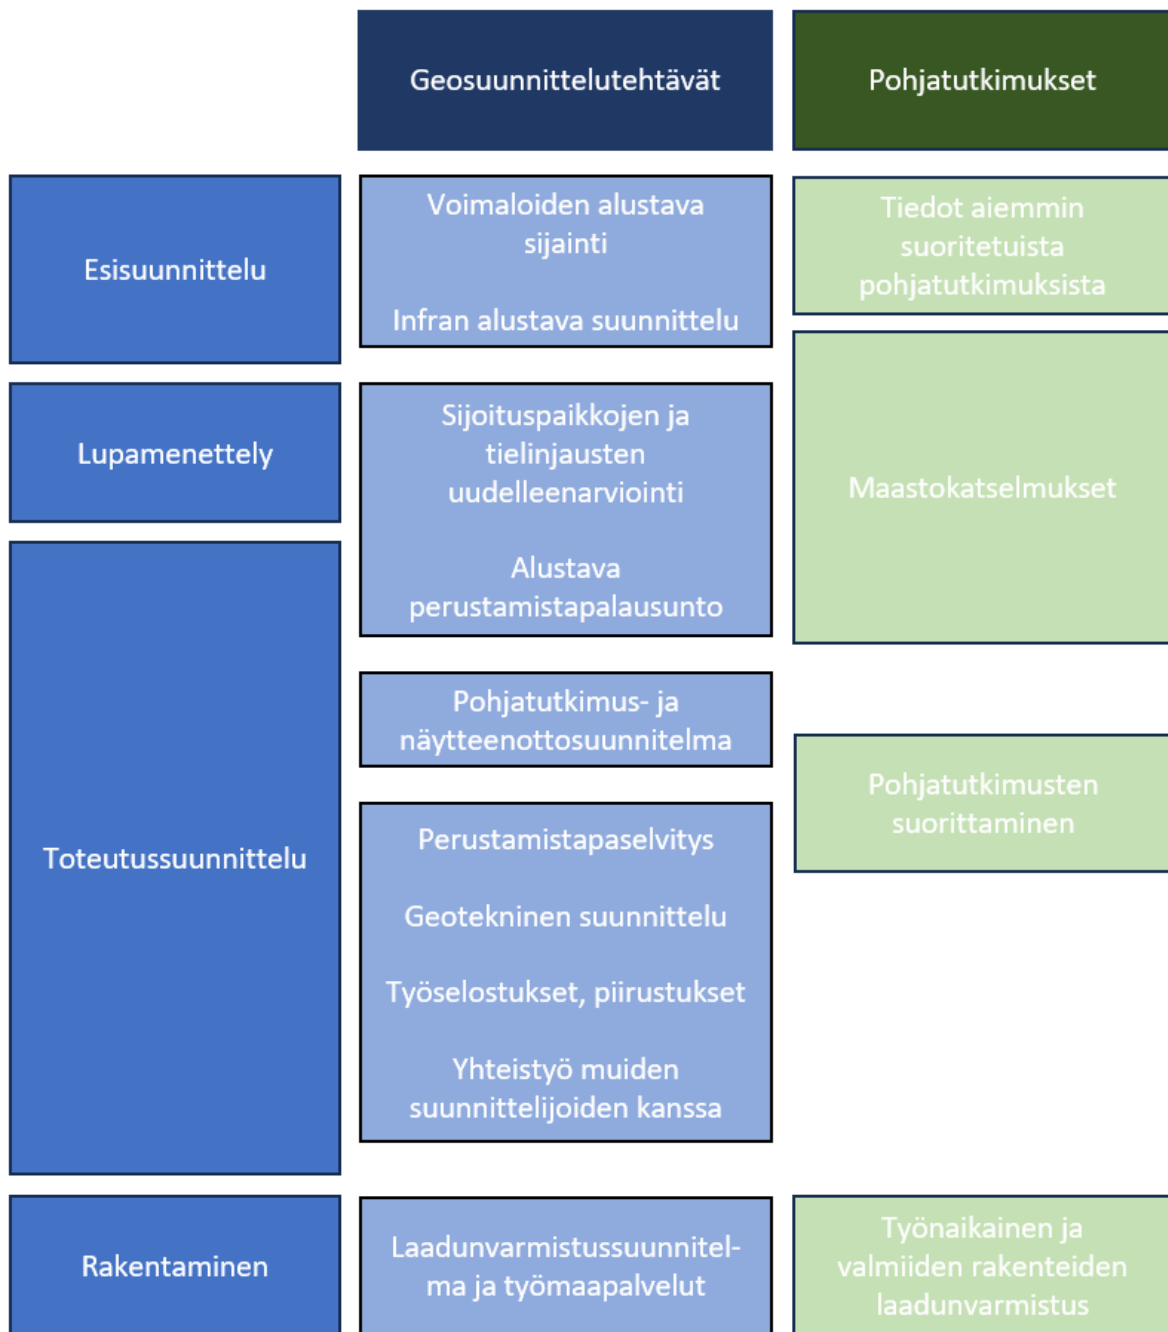 Geosuunnittelutehtävät
Pohjatutkimukset
Esisuunnittelu
Voimaloiden alustava
sijainti
Infran alustava suunnittelu
Tiedot aiemmin
suoritetuista
pohjatutkimuksista
Lupamenettely
Sijoituspaikkojen ja
tielinjausten
uudelleenarviointi
Alustava
perustamistapalausunto
Maastokatselmukset
Toteutussuunnittelu
Pohjatutkimus- ja
näytteenottosuunnitelma
Pohjatutkimusten
suorittaminen
Perustamistapaselvitys
Geotekninen suunnittelu
Työselostukset, piirustukset
Yhteistyö muiden
suunnittelijoiden kanssa
Rakentaminen
Laadunvarmistussuunnitel-
ma ja työmaapalvelut
Työnaikainen ja
valmiiden rakenteiden
laadunvarmistus